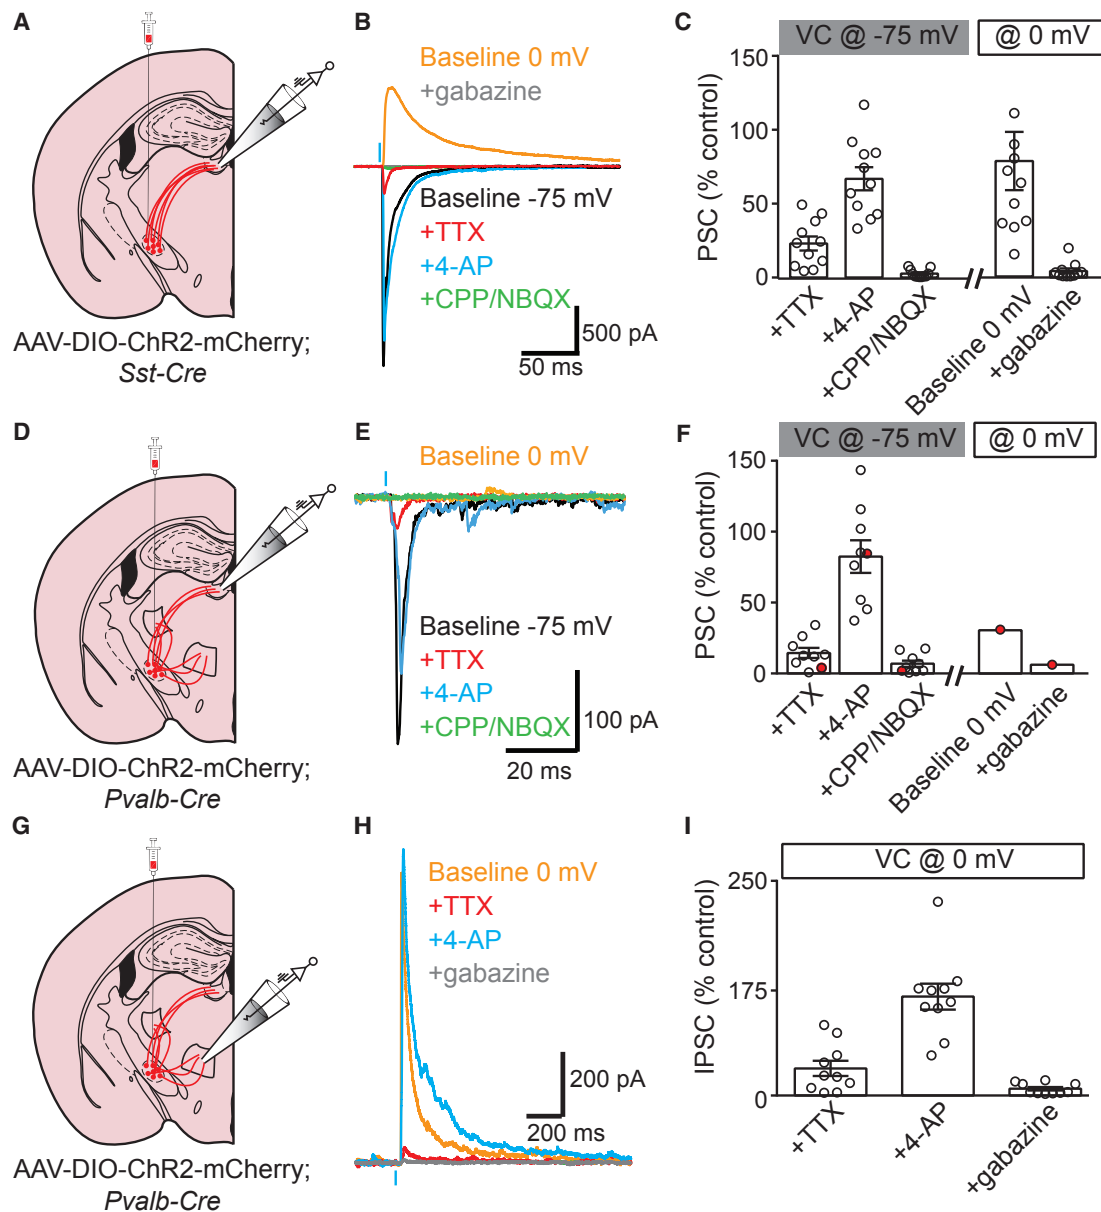 A
AAV-DIO-ChR2-mCherry;
Sst-Cre
B
Baseline 0 mV
+gabazine
Baseline -75 mV
+TTX
+4-AP
+CPP/NBQX
500 pA
50 ms
C
VC @ -75 mV
@ 0 mV
PSC (% control)
150
100
50
0
+TTX
+4-AP
+CPP/NBQX
Baseline 0 mV
+gabazine
D
AAV-DIO-ChR2-mCherry;
Pvalb-Cre
E
Baseline 0 mV
Baseline -75 mV
+TTX
+4-AP
+CPP/NBQX
100 pA
20 ms
F
VC @ -75 mV
@ 0 mV
PSC (% control)
150
100
50
0
+TTX
+4-AP
+CPP/NBQX
Baseline 0 mV
+gabazine
G
AAV-DIO-ChR2-mCherry;
Pvalb-Cre
H
Baseline 0 mV
+TTX
+4-AP
+gabazine
200 pA
200 ms
I
VC @ 0 mV
IPSC (% control)
250
175
0
+TTX
+4-AP
+gabazine